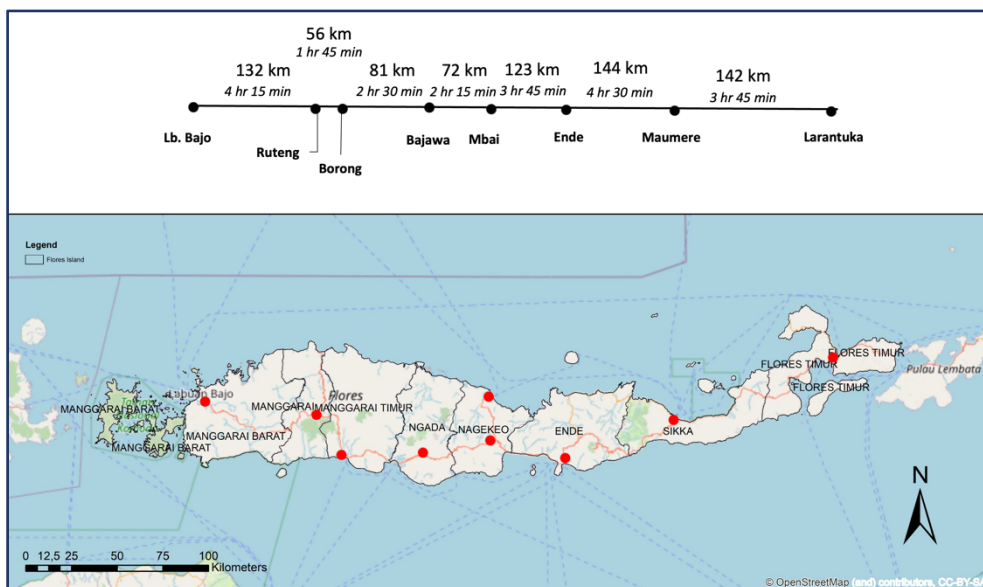 56 km
1 hr 45 min
132 km
4 hr 15 min
81 km
2 hr 30 min
72 km
2 hr 15 min
123 km
3 hr 45 min
144 km
4 hr 30 min
142 km
3 hr 45 min
Lb. Bajo
Ruteng
Borong
Bajawa
Mbai
Ende
Maumere
Larantuka
Legend
Flores Island
Labuan Bajo
Flores
Pulau Lembata
MANGGARAI BARAT
MANGGARAI BARAT
MANGGARAI BARAT
MANGGARAI
MANGGARAI TIMUR
NGADA
NAGEKEO
ENDE
SIKKA
FLORES TIMUR
FLORES TIMUR
FLORES TIMUR
N
0 12,5 25 50 75 100
Kilometers
© OpenStreetMap (and) contributors, CC-BY-SA